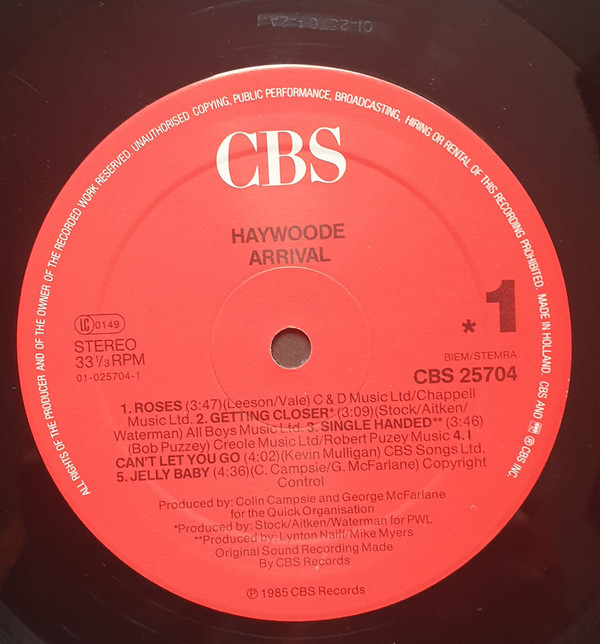 01-25704-2A1
ALL RIGHTS OF THE PRODUCER AND OF THE OWNER OF THE RECORDED WORK RESERVED. UNAUTHORISED COPYING, PUBLIC PERFORMANCE, BROADCASTING, HIRING OR RENTAL OF THIS RECORDING PROHIBITED. MADE IN HOLLAND. CBS AND ℗ CBS INC.
CBS
HAYWOODE
ARRIVAL
LC 0149
STEREO
33⅓ RPM
01-025704-1
* 1
BIEM/STEMRA
CBS 25704
1. ROSES (3:47)(Leeson/Vale) C & D Music Ltd/Chappell
Music Ltd. 2. GETTING CLOSER* (3:09)(Stock/Aitken/
Waterman) All Boys Music Ltd. 3. SINGLE HANDED** (3:46)
(Bob Puzzey) Creole Music Ltd/Robert Puzey Music 4. I
CAN'T LET YOU GO (4:02)(Kevin Mulligan) CBS Songs Ltd.
5. JELLY BABY (4:36)(C. Campsie/G. McFarlane) Copyright
Control
Produced by: Colin Campsie and George McFarlane
for the Quick Organisation
*Produced by: Stock/Aitken/Waterman for PWL
**Produced by: Lynton Naiff/Mike Myers
Original Sound Recording Made
By CBS Records
℗ 1985 CBS Records